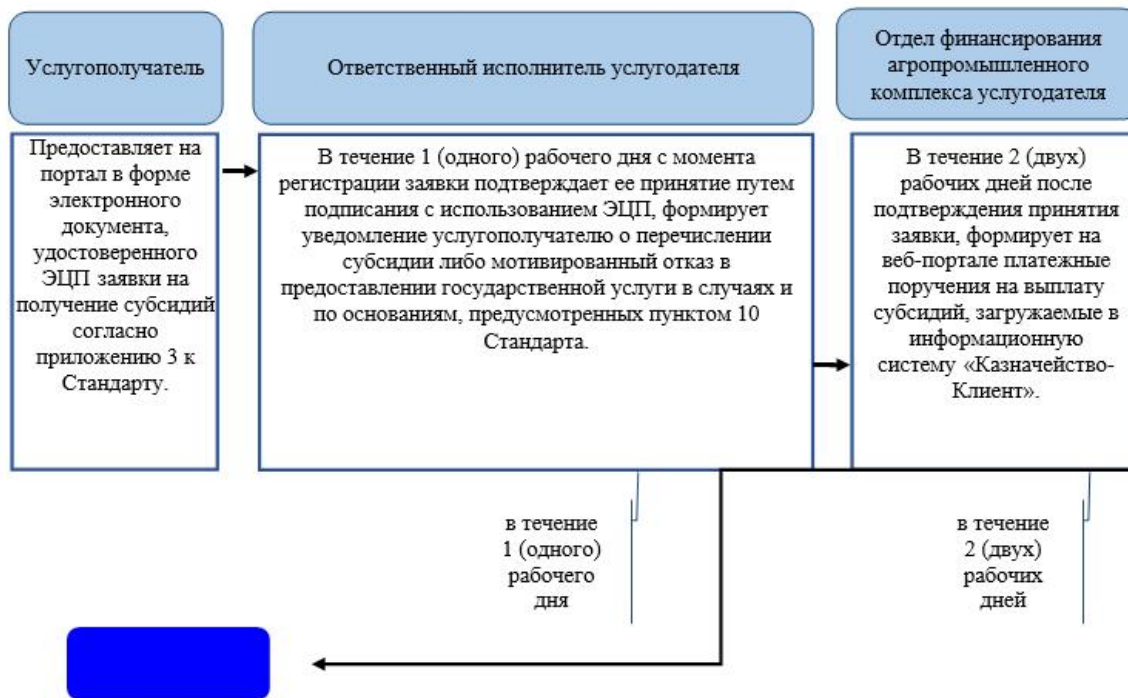 Услугополучатель
Ответственный исполнитель услугодателя
Отдел финансирования
агропромышленного
комплекса услугодателя
Предоставляет на
портал в форме
электронного
документа,
удостоверенного
ЭЦП заявки на
получение субсидий
согласно
приложению 3 к
Стандарту.
В течение 1 (одного) рабочего дня с момента
регистрации заявки подтверждает ее принятие путем
подписания с использованием ЭЦП, формирует
уведомление услугополучателю о перечислении
субсидии либо мотивированный отказ в
предоставлении государственной услуги в случаях и
по основаниям, предусмотренных пунктом 10
Стандарта.
В течение 2 (двух)
рабочих дней после
подтверждения принятия
заявки, формирует на
веб-портале платежные
поручения на выплату
субсидий, загружаемые в
информационную
систему «Казначейство-
Клиент».
в течение
1 (одного)
рабочего
дня
в течение
2 (двух)
рабочих
дней